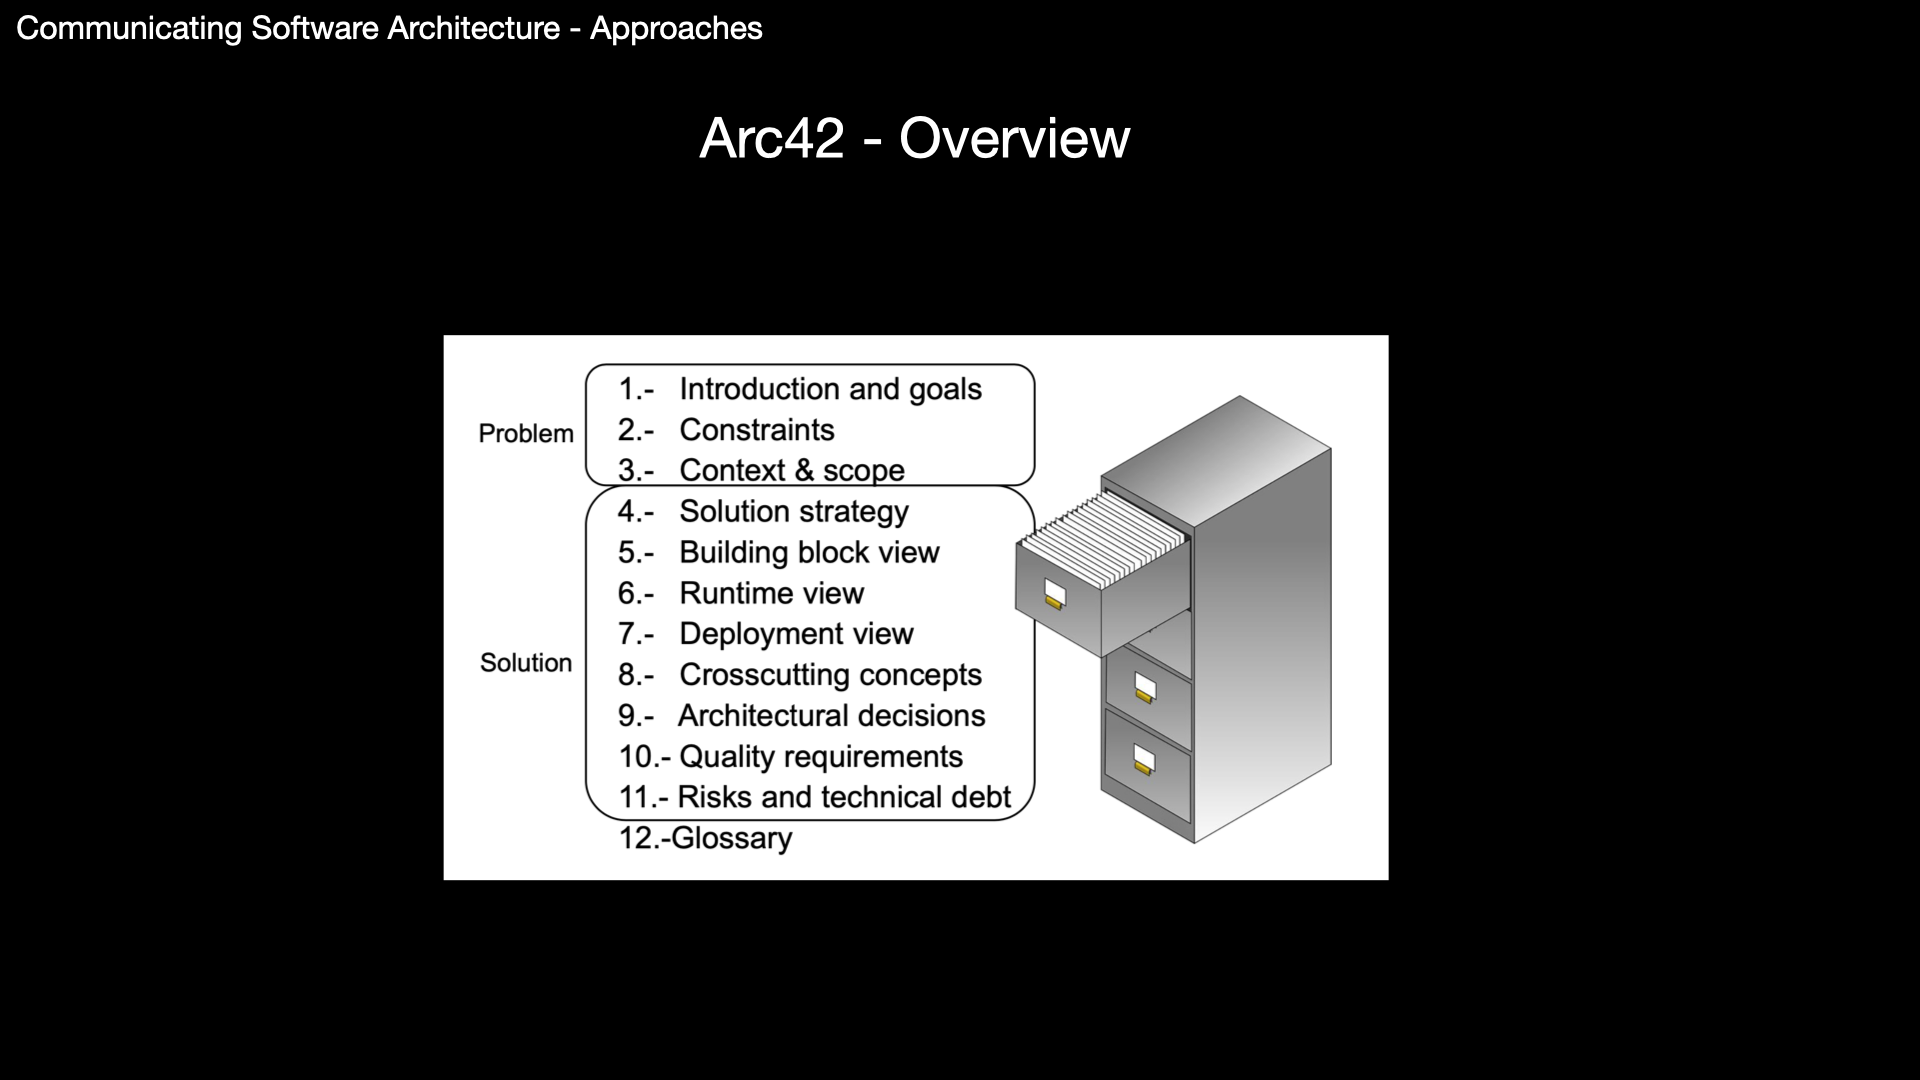 Communicating Software Architecture - Approaches
Arc42 - Overview
Problem
1.- Introduction and goals
2.- Constraints
3.- Context & scope
Solution
4.- Solution strategy
5.- Building block view
6.- Runtime view
7.- Deployment view
8.- Crosscutting concepts
9.- Architectural decisions
10.- Quality requirements
11.- Risks and technical debt
12.-Glossary